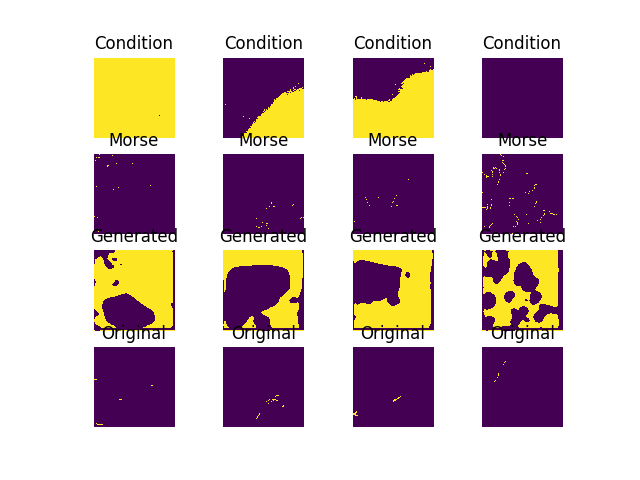 Condition Condition Condition Condition
Morse Morse Morse Morse
Generated Generated Generated Generated
Original Original Original Original